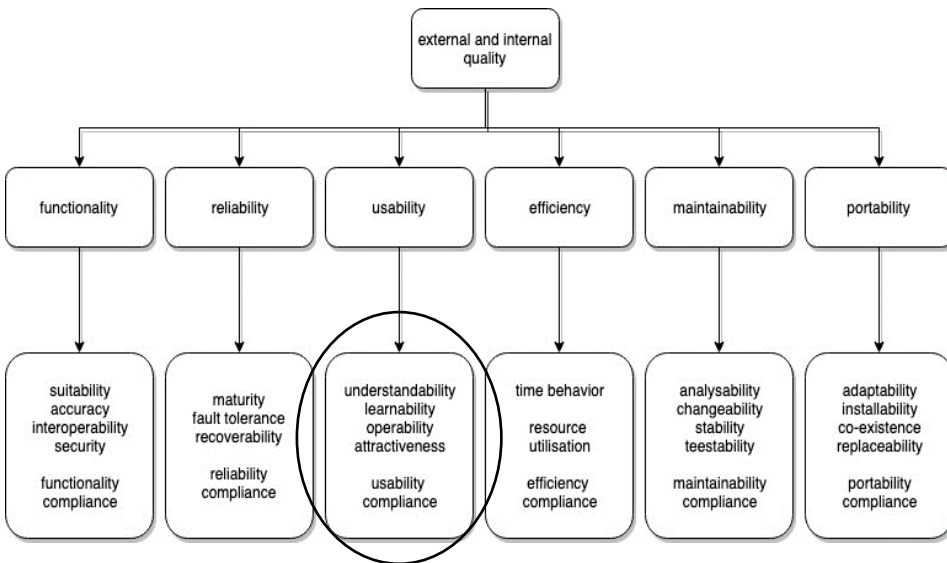 external and internal
quality
functionality
reliability
usability
efficiency
maintainability
portability
suitability
accuracy
interoperability
security
functionality
compliance
maturity
fault tolerance
recoverability
reliability
compliance
understandability
learnability
operability
attractiveness
usability
compliance
time behavior
resource
utilisation
efficiency
compliance
analysability
changeability
stability
teestability
maintainability
compliance
adaptability
installability
co-existence
replaceability
portability
compliance